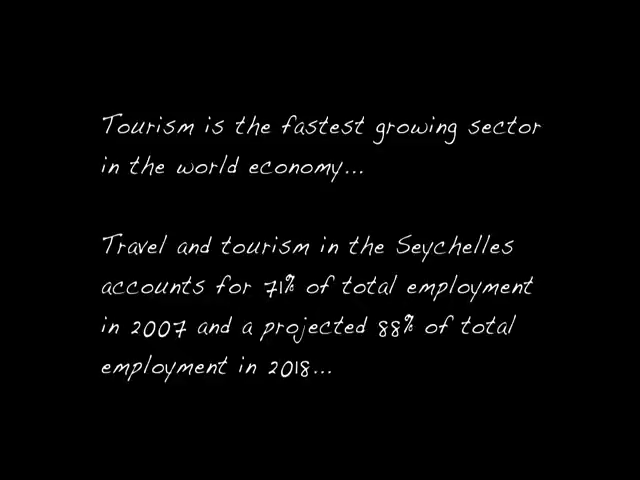 Tourism is the fastest growing sector
in the world economy...
Travel and tourism in the Seychelles
accounts for 71% of total employment
in 2007 and a projected 88% of total
employment in 2018...